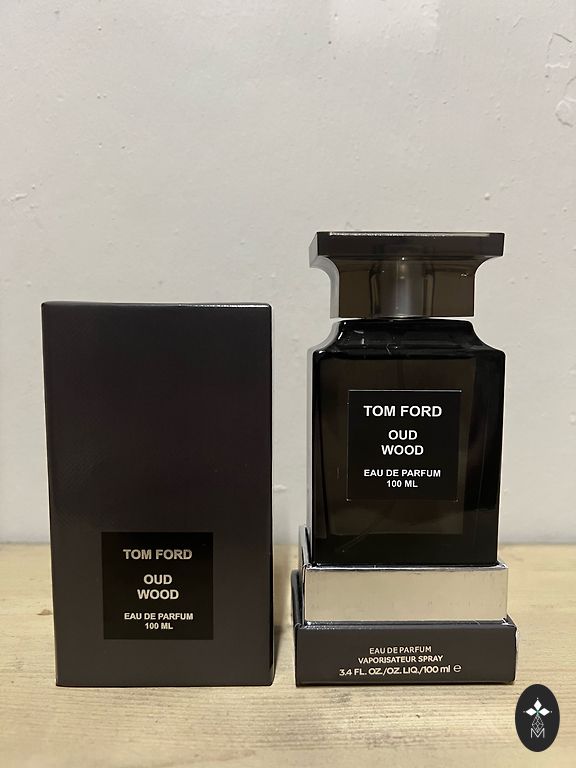 TOM FORD
OUD
WOOD
EAU DE PARFUM
100 ML
TOM FORD
OUD
WOOD
EAU DE PARFUM
100 ML
EAU DE PARFUM
VAPORISATEUR SPRAY
3.4 FL. OZ./OZ. LIQ./100 ml ℮
M